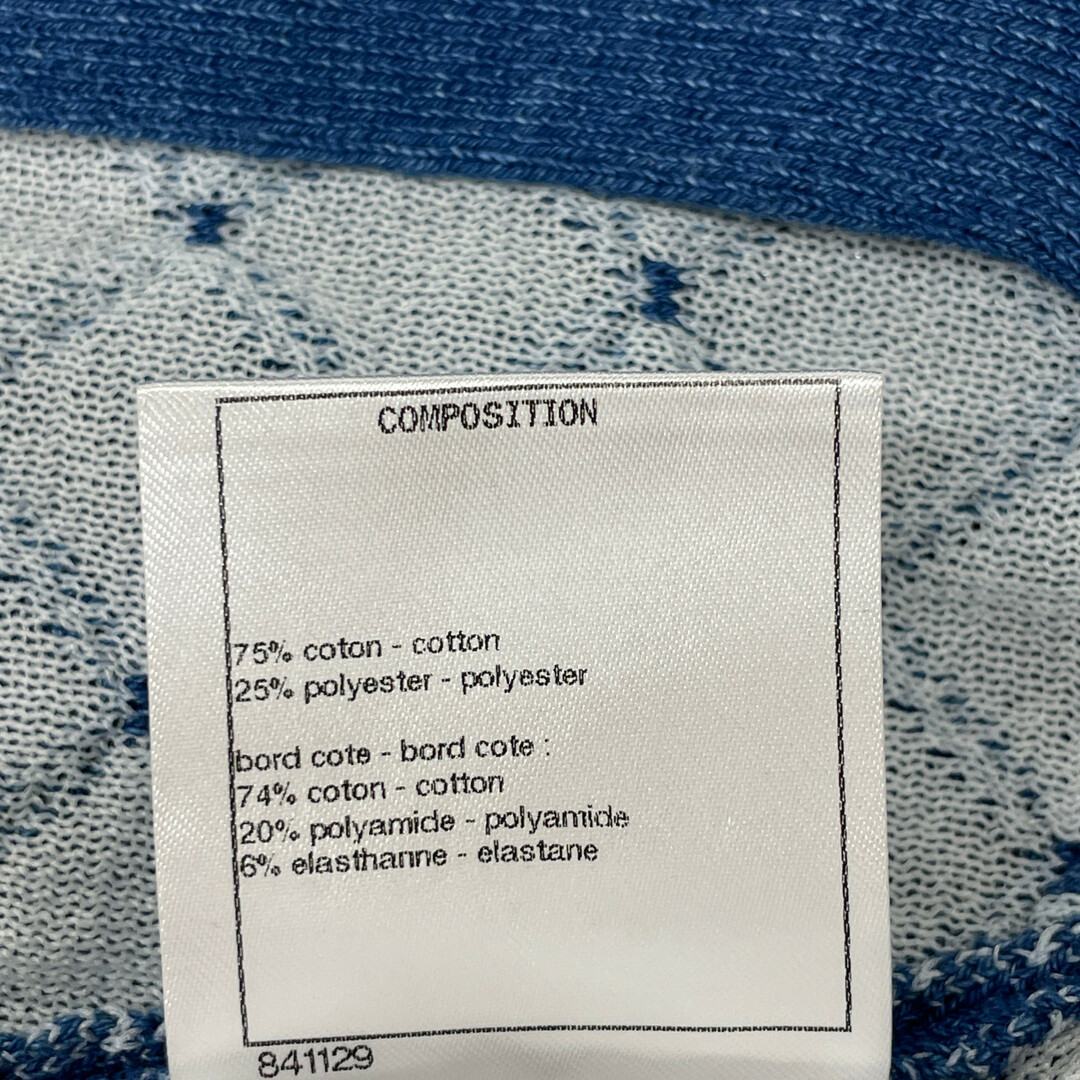 COMPOSITION
75% coton - cotton
25% polyester - polyester
bord cote - bord cote :
74% coton - cotton
20% polyamide - polyamide
6% elasthanne - elastane
841129